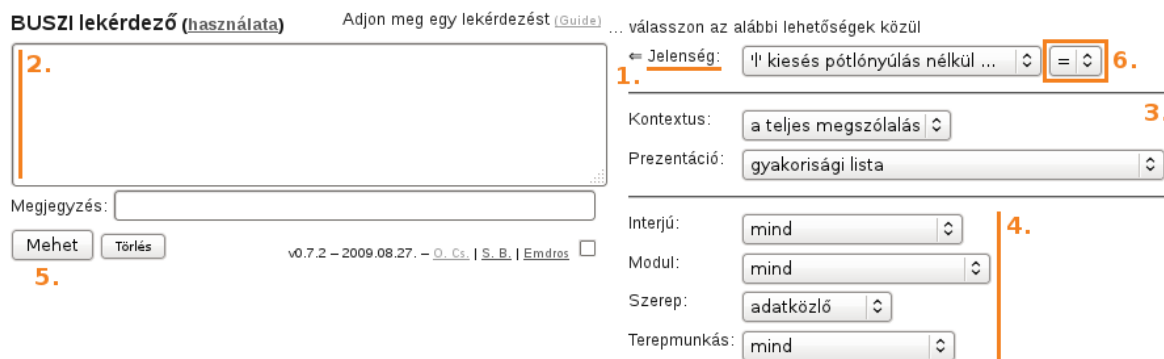 BUSZI lekérdező (használata)
Adjon meg egy lekérdezést (Guide)
2.
Megjegyzés:
Mehet
Törlés
v0.7.2 – 2009.08.27. – O. Cs. | S. B. | Emdros
5.
... válasszon az alábbi lehetőségek közül
1.
⇐ Jelenség:
'l' kiesés pótlónyúlás nélkül ...
=
6.
3.
Kontextus:
a teljes megszólalás
Prezentáció:
gyakorisági lista
Interjú:
mind
4.
Modul:
mind
Szerep:
adatközlő
Terepmunkás:
mind